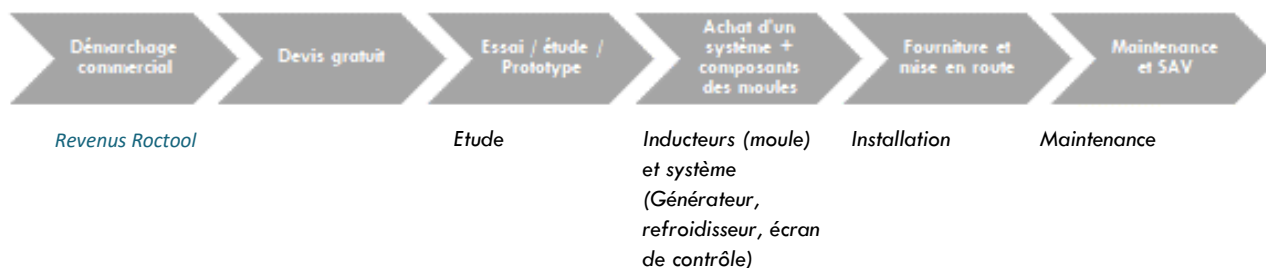 Démarchage
commercial
Devis gratuit
Essai / étude /
Prototype
Achat d'un
système +
composants
des moules
Fourniture et
mise en route
Maintenance
et SAV
Revenus Roctool
Etude
Inducteurs (moule)
et système
(Générateur,
refroidisseur, écran
de contrôle)
Installation
Maintenance